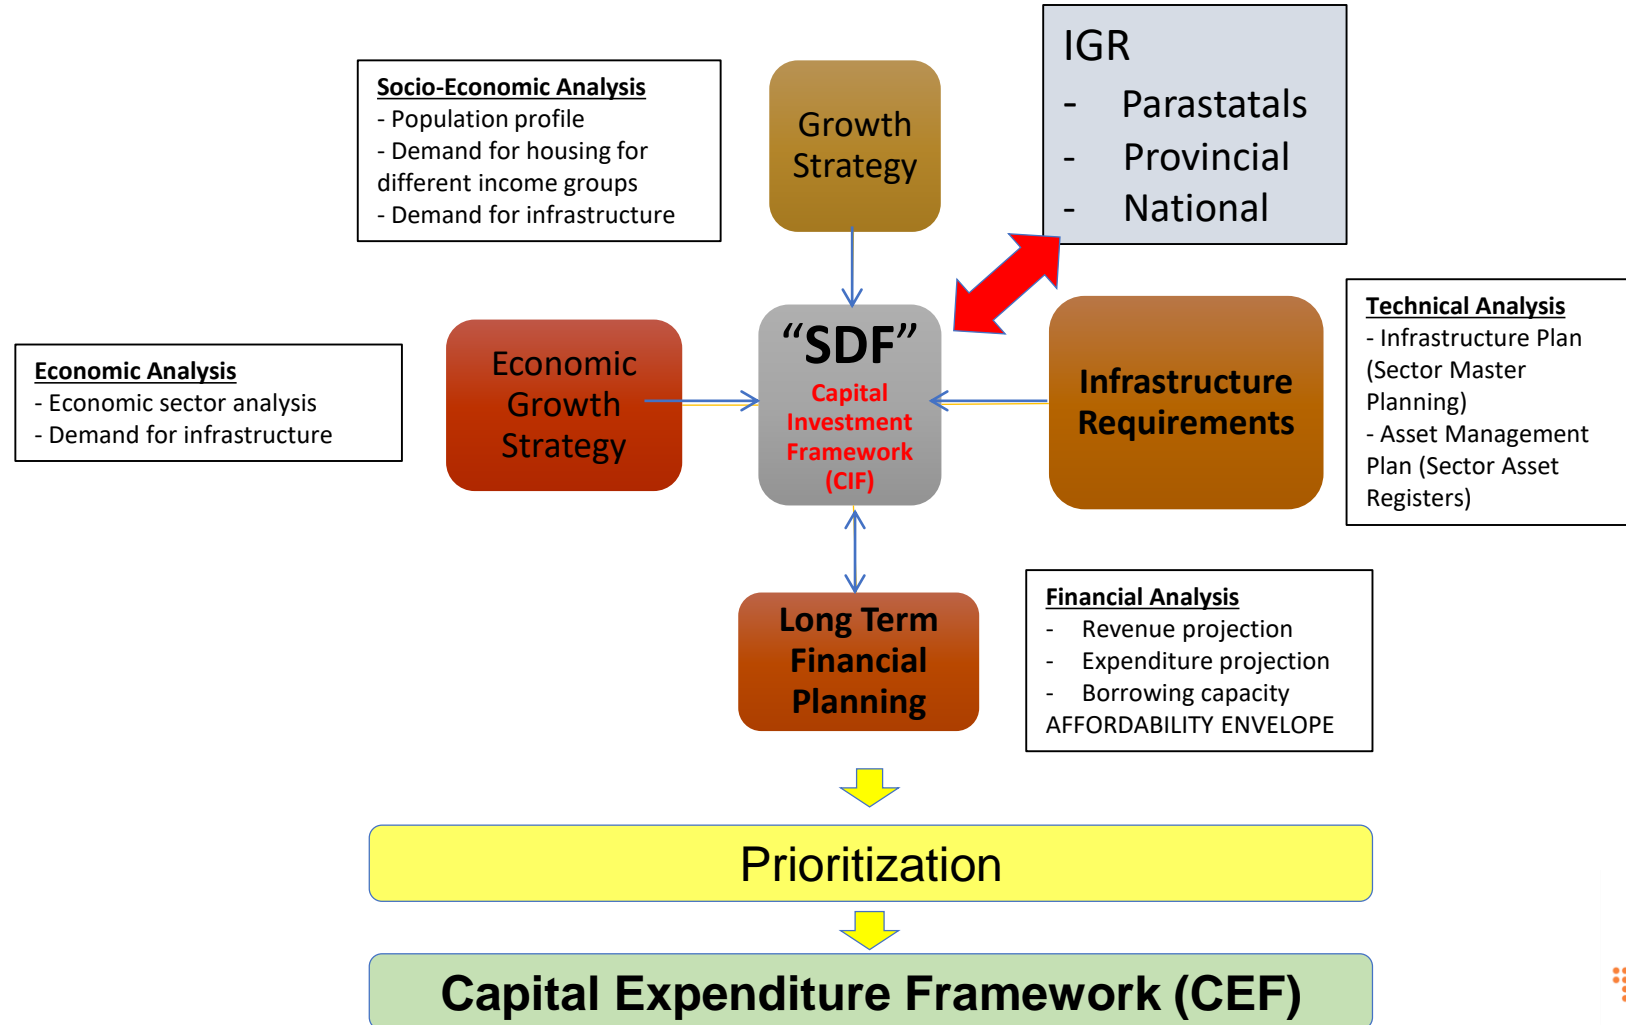 Socio-Economic Analysis
- Population profile
- Demand for housing for
different income groups
- Demand for infrastructure
Growth
Strategy
IGR
- Parastatals
- Provincial
- National
Economic Analysis
- Economic sector analysis
- Demand for infrastructure
Economic
Growth
Strategy
“SDF”
Capital
Investment
Framework
(CIF)
Infrastructure
Requirements
Technical Analysis
- Infrastructure Plan
(Sector Master
Planning)
- Asset Management
Plan (Sector Asset
Registers)
Long Term
Financial
Planning
Financial Analysis
- Revenue projection
- Expenditure projection
- Borrowing capacity
AFFORDABILITY ENVELOPE
Prioritization
Capital Expenditure Framework (CEF)